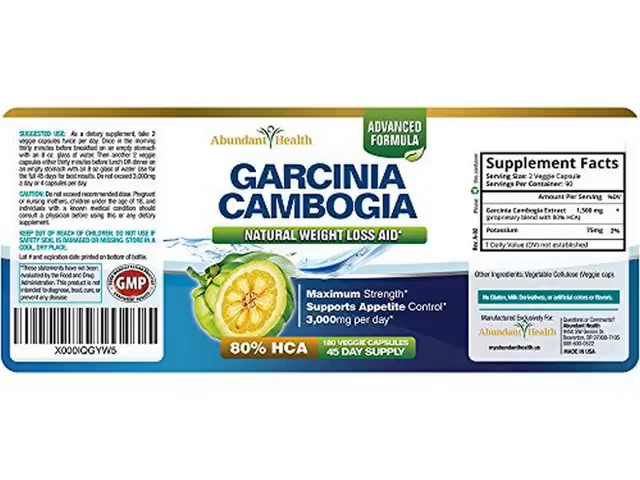 SUGGESTED USE: As a dietary supplement, take 2
veggie capsules twice per day. Once in the morning
thirty minutes before breakfast on an empty stomach
with an 8 oz. glass of water. Then another 2 veggie
capsules either thirty minutes before lunch OR dinner on
an empty stomach with an 8 oz glass of water. Use for
the full 45 days for best results. Do not exceed 3,000mg
a day or 4 capsules per day.
CAUTION: Do not exceed recommended dose. Pregnant
or nursing mothers, children under the age of 18, and
individuals with a known medical condition should
consult a physician before using this or any dietary
supplement.
KEEP OUT OF REACH OF CHILDREN. DO NOT USE IF
SAFETY SEAL IS DAMAGED OR MISSING. STORE IN A
COOL, DRY PLACE.
Lot # and expiration date printed on bottom of bottle.
*These statements have not been
evaluated by the Food and Drug
Administration. This product is not
intended to diagnose, treat, cure, or
prevent any disease
GMP
X000IQGYW5
Abundant Health
ADVANCED
FORMULA
GARCINIA
CAMBOGIA
NATURAL WEIGHT LOSS AID*
Maximum Strength*
Supports Appetite Control*
3,000mg per day*
80% HCA
180 VEGGIE CAPSULES
45 DAY SUPPLY
Please
this container
Supplement Facts
Serving Size: 2 Veggie Capsule
Servings Per Container: 90
Amount Per Serving %DV
Garcinia Cambogia Extract 1,500 mg *
(proprietary blend with 80% HCA)
Potassium 75mg 2%
* Daily Value (DV) not established
Other Ingredients: Vegetable Cellulose (Veggie cap).
No Gluten, Milk Derivatives, or artificial colors or flavors.
Manufactured Exclusively For:
Abundant Health
myabundanthealth.us
Questions or Comments?
Abundant Health
Beaverton, OR 97008-7105
MADE IN USA